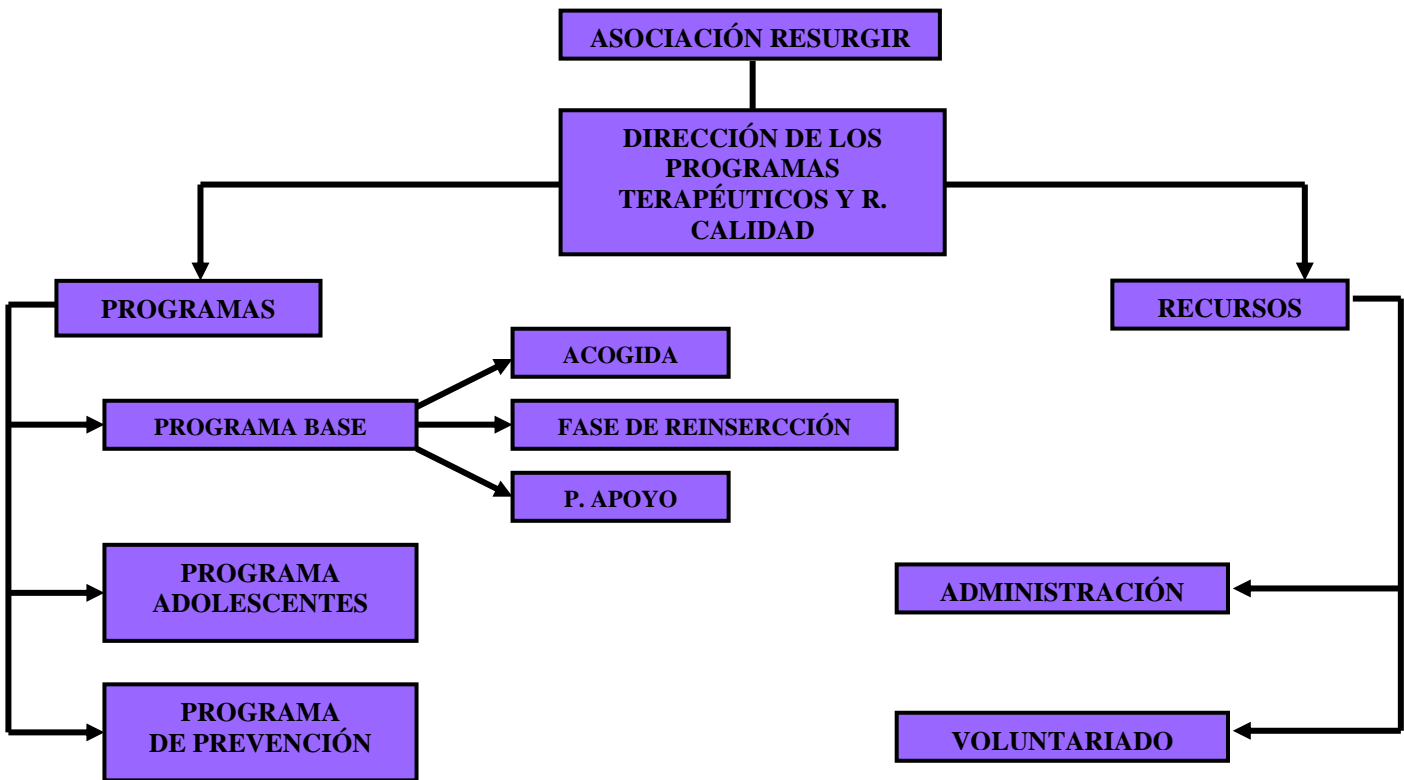 ASOCIACIÓN RESURGIR
DIRECCIÓN DE LOS
PROGRAMAS
TERAPÉUTICOS Y R.
CALIDAD
PROGRAMAS
RECURSOS
ACOGIDA
PROGRAMA BASE
FASE DE REINSERCCIÓN
P. APOYO
PROGRAMA
ADOLESCENTES
ADMINISTRACIÓN
PROGRAMA
DE PREVENCIÓN
VOLUNTARIADO